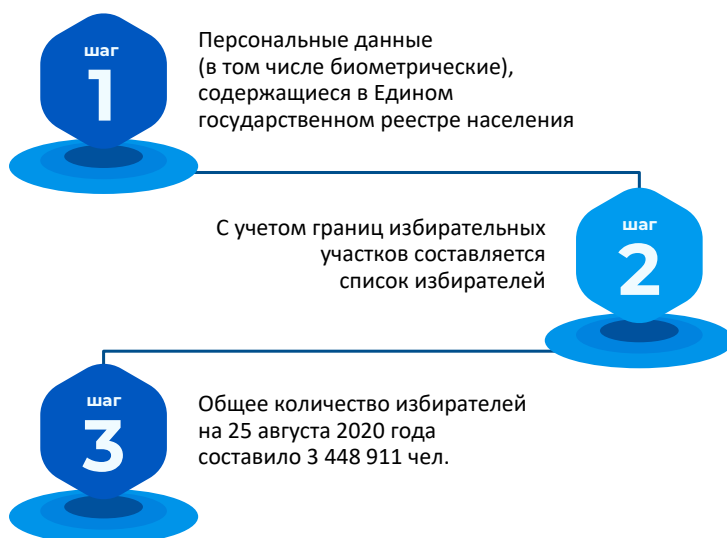 шаг
1
Персональные данные
(в том числе биометрические),
содержащиеся в Едином
государственном реестре населения
шаг
2
С учетом границ избирательных
участков составляется
список избирателей
шаг
3
Общее количество избирателей
на 25 августа 2020 года
составило 3 448 911 чел.